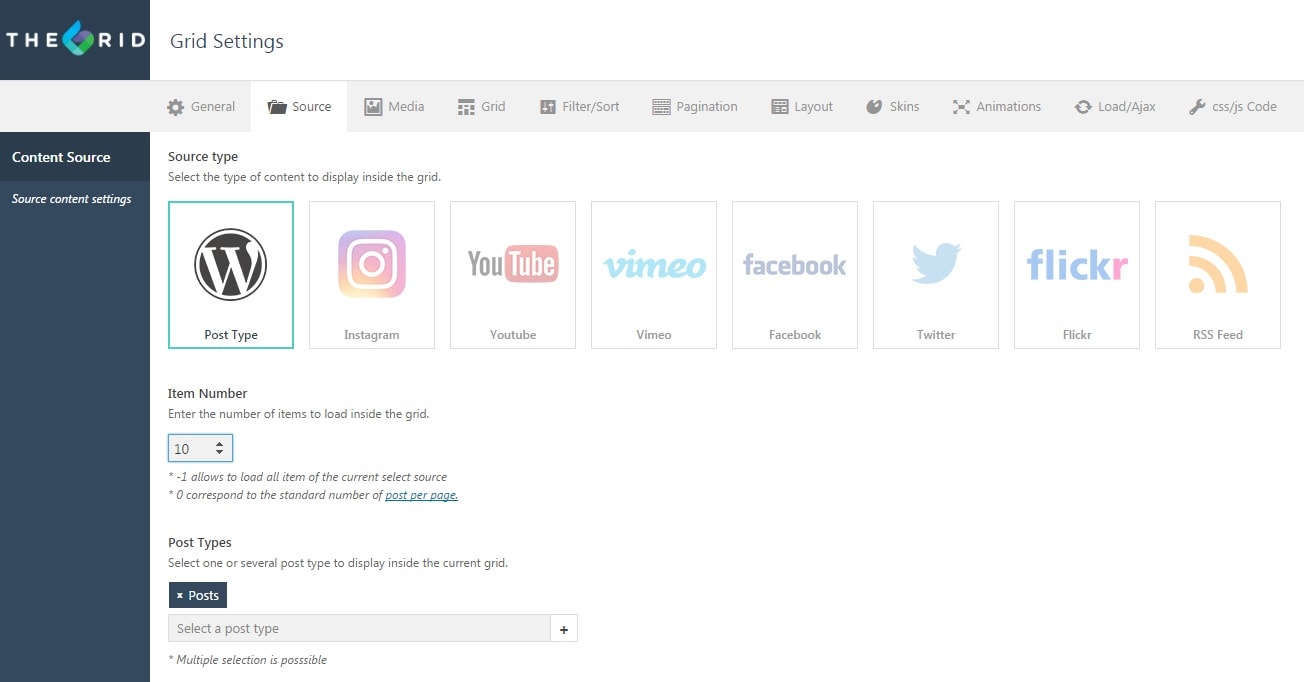 THE GRID
Grid Settings
General
Source
Media
Grid
Filter/Sort
Pagination
Layout
Skins
Animations
Load/Ajax
css/js Code
Content Source
Source content settings
Source type
Select the type of content to display inside the grid.
YouTube
vimeo
facebook
flickr
Post Type
Instagram
Youtube
Vimeo
Facebook
Twitter
Flickr
RSS Feed
Item Number
Enter the number of items to load inside the grid.
10
* -1 allows to load all item of the current select source
* 0 correspond to the standard number of post per page.
Post Types
Select one or several post type to display inside the current grid.
x Posts
Select a post type
+
* Multiple selection is posssible